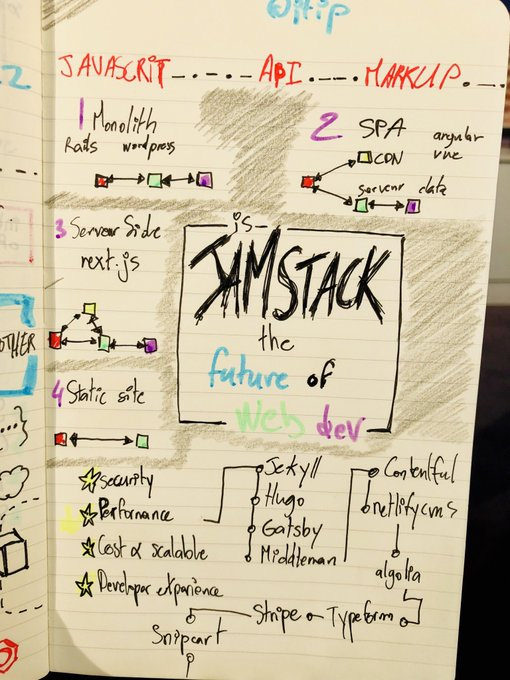 @itip
JAVASCRIT API MARKUP
1 Monolith
Rails wordpress
2 SPA angular
vue
CDN
server data
3 Server Side
next.js
js
JAMSTACK
the
future of
Web dev
OTHER
4 Static site
Security
Performance
Cost & scalable
Developer experience
Jekyll
Hugo
Gatsby
Middleman
Contentful
netlifycms
algolia
Typeform
Stripe
Snipcart